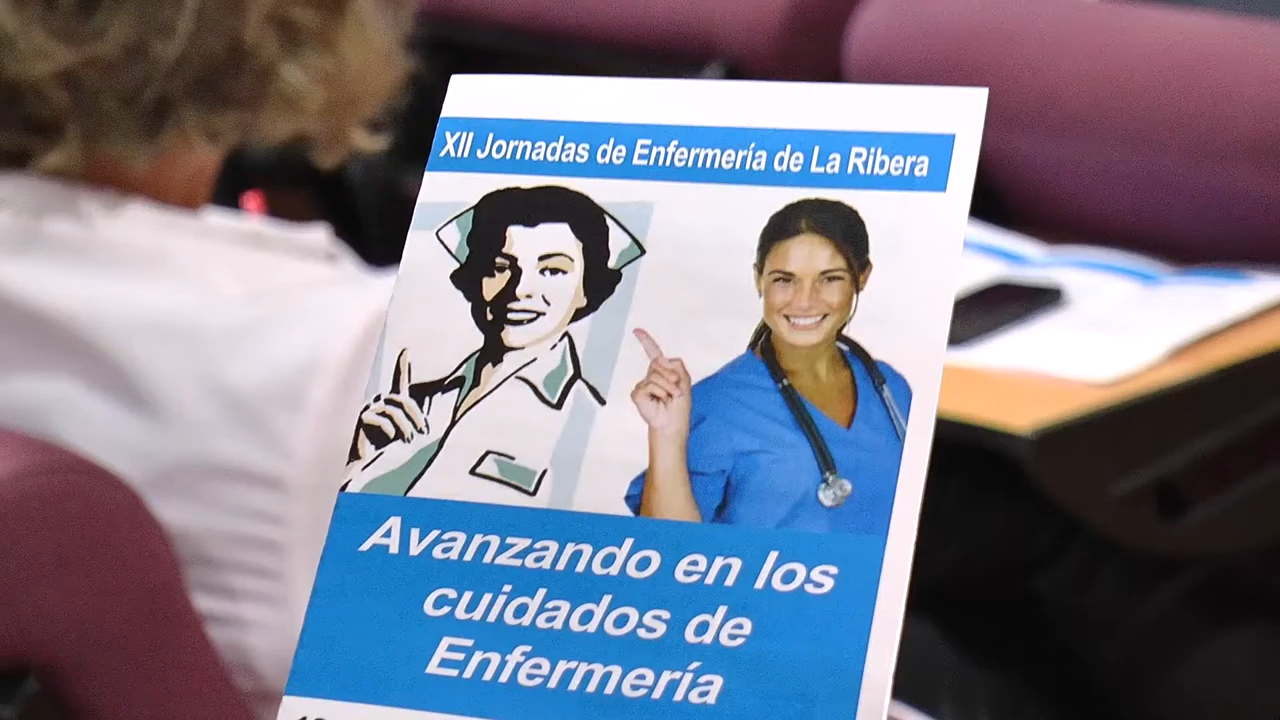 XII Jornadas de Enfermería de La Ribera
Avanzando en los
cuidados de
Enfermería